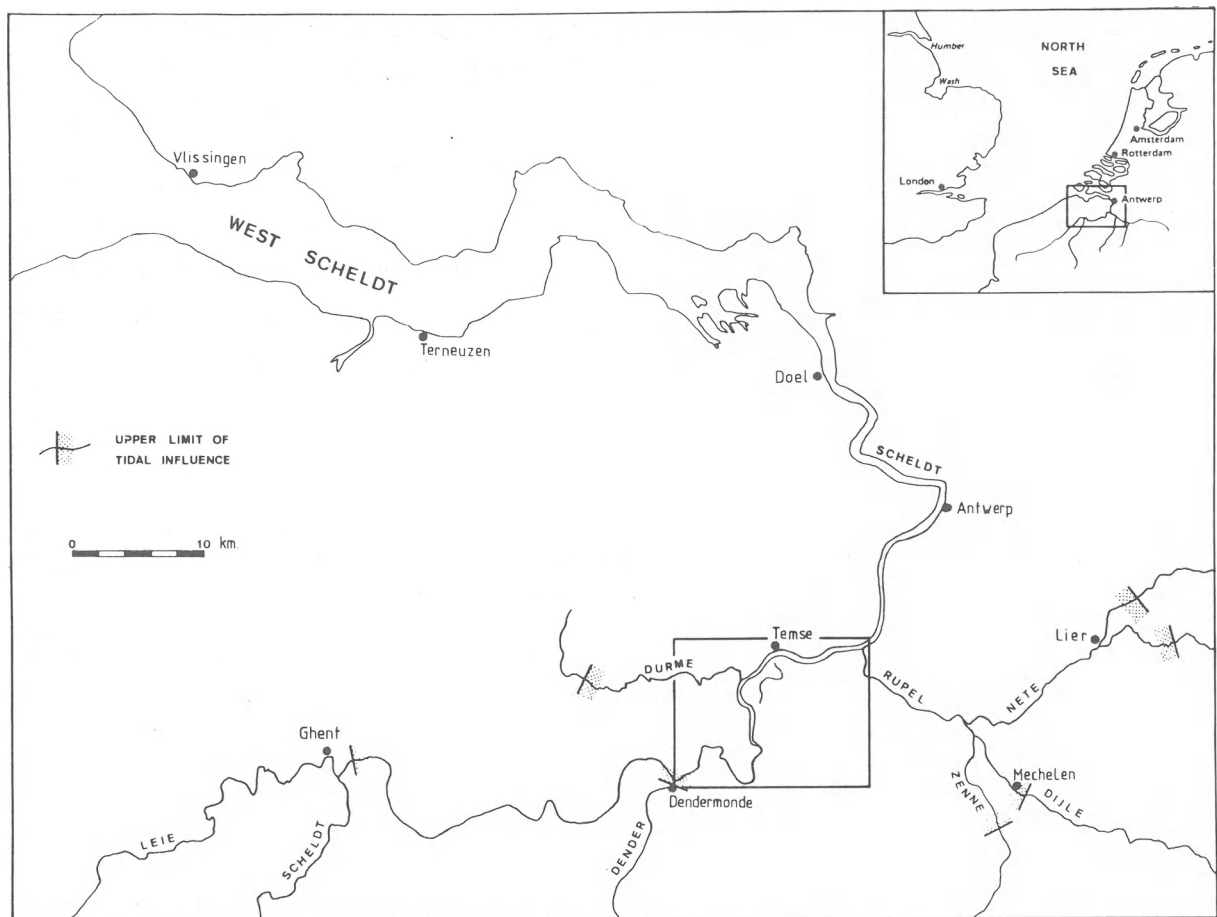 Humber
Wash
NORTH
SEA
Amsterdam
Rotterdam
London
Antwerp
Vlissingen
WEST SCHELDT
Terneuzen
Doel
UPPER LIMIT OF
TIDAL INFLUENCE
SCHELDT
Antwerp
0 10 km.
Temse
Lier
DURME
RUPEL
NETE
Ghent
Mechelen
ZENNE
DIJLE
Dendermonde
LEIE
SCHELDT
DENDER